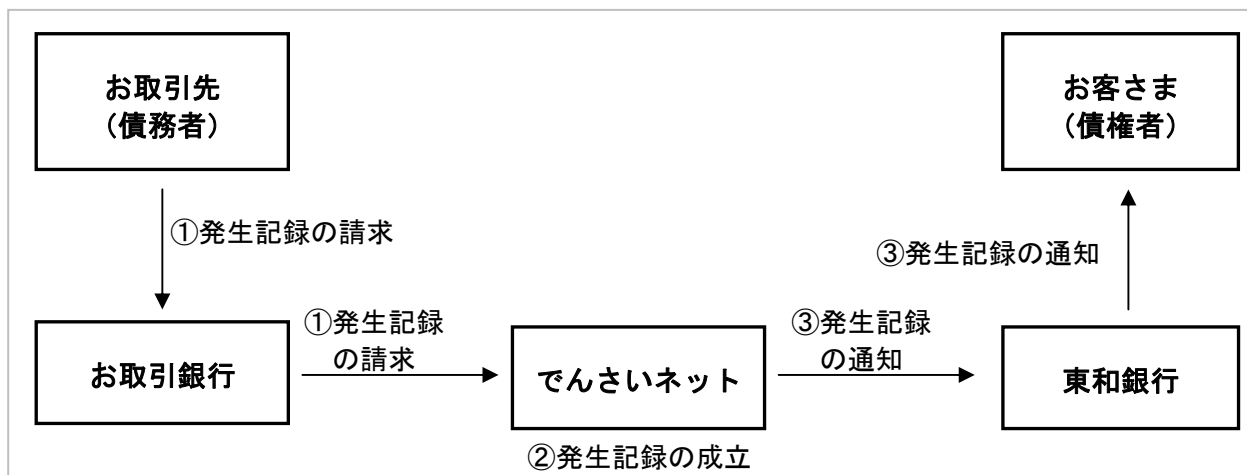 お取引先
（債務者）
お客さま
（債権者）
①発生記録の請求
③発生記録の通知
お取引銀行
①発生記録
の請求
でんさいネット
③発生記録
の通知
東和銀行
②発生記録の成立